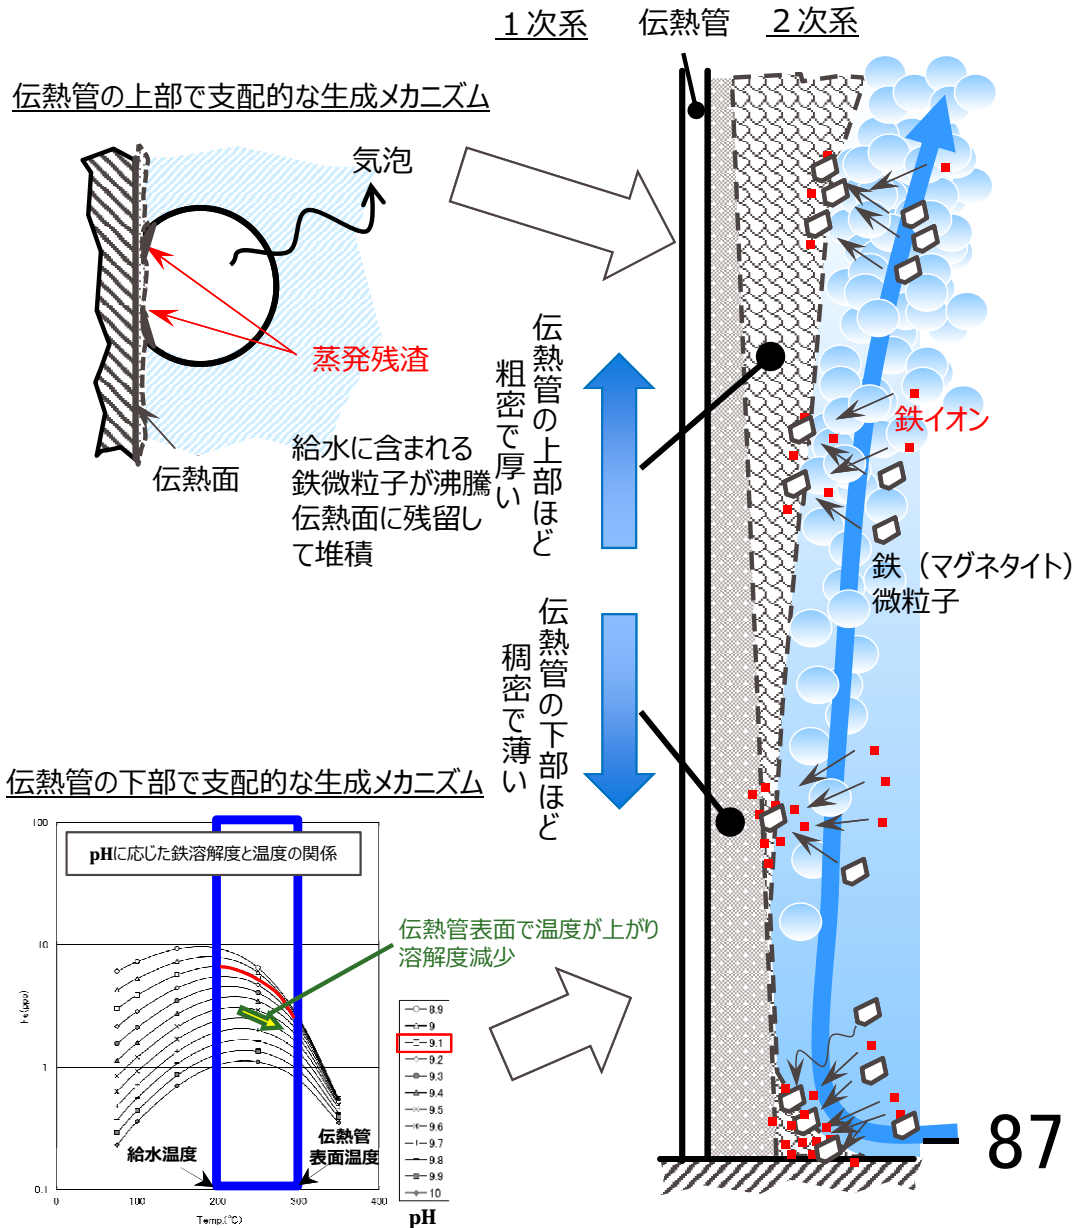 1次系
伝熱管
2次系
伝熱管の上部で支配的な生成メカニズム
気泡
蒸発残渣
伝熱面
給水に含まれる
鉄微粒子が沸騰
伝熱面に残留し
て堆積
伝熱管の上部ほど
粗密で厚い
鉄イオン
鉄（マグネタイト）
微粒子
伝熱管の下部ほど
稠密で薄い
伝熱管の下部で支配的な生成メカニズム
pHに応じた鉄溶解度と温度の関係
伝熱管表面で温度が上がり
溶解度減少
100
10
1
0.1
Fe(ppb)
0
100
200
300
400
Temp.(℃)
給水温度
伝熱管
表面温度
8.9
9
9.1
9.2
9.3
9.4
9.5
9.6
9.7
9.8
9.9
10
pH
87